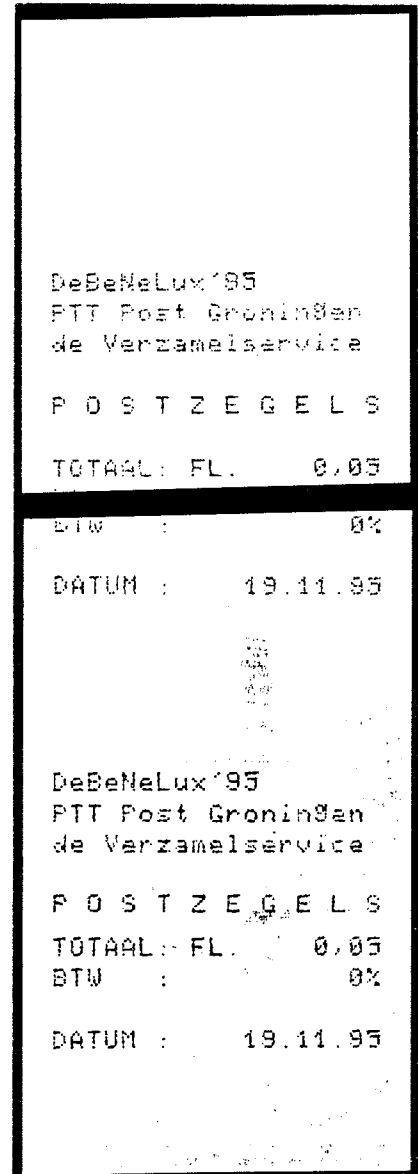 DeBeNeLux'95
PTT Post Groningen
de Verzamelservice
P O S T Z E G E L S
TOTAAL: FL. 0,05
BTW : 0%
DATUM : 19.11.95
DeBeNeLux'95
PTT Post Groningen
de Verzamelservice
P O S T Z E G E L S
TOTAAL: FL. 0,05
BTW : 0%
DATUM : 19.11.95